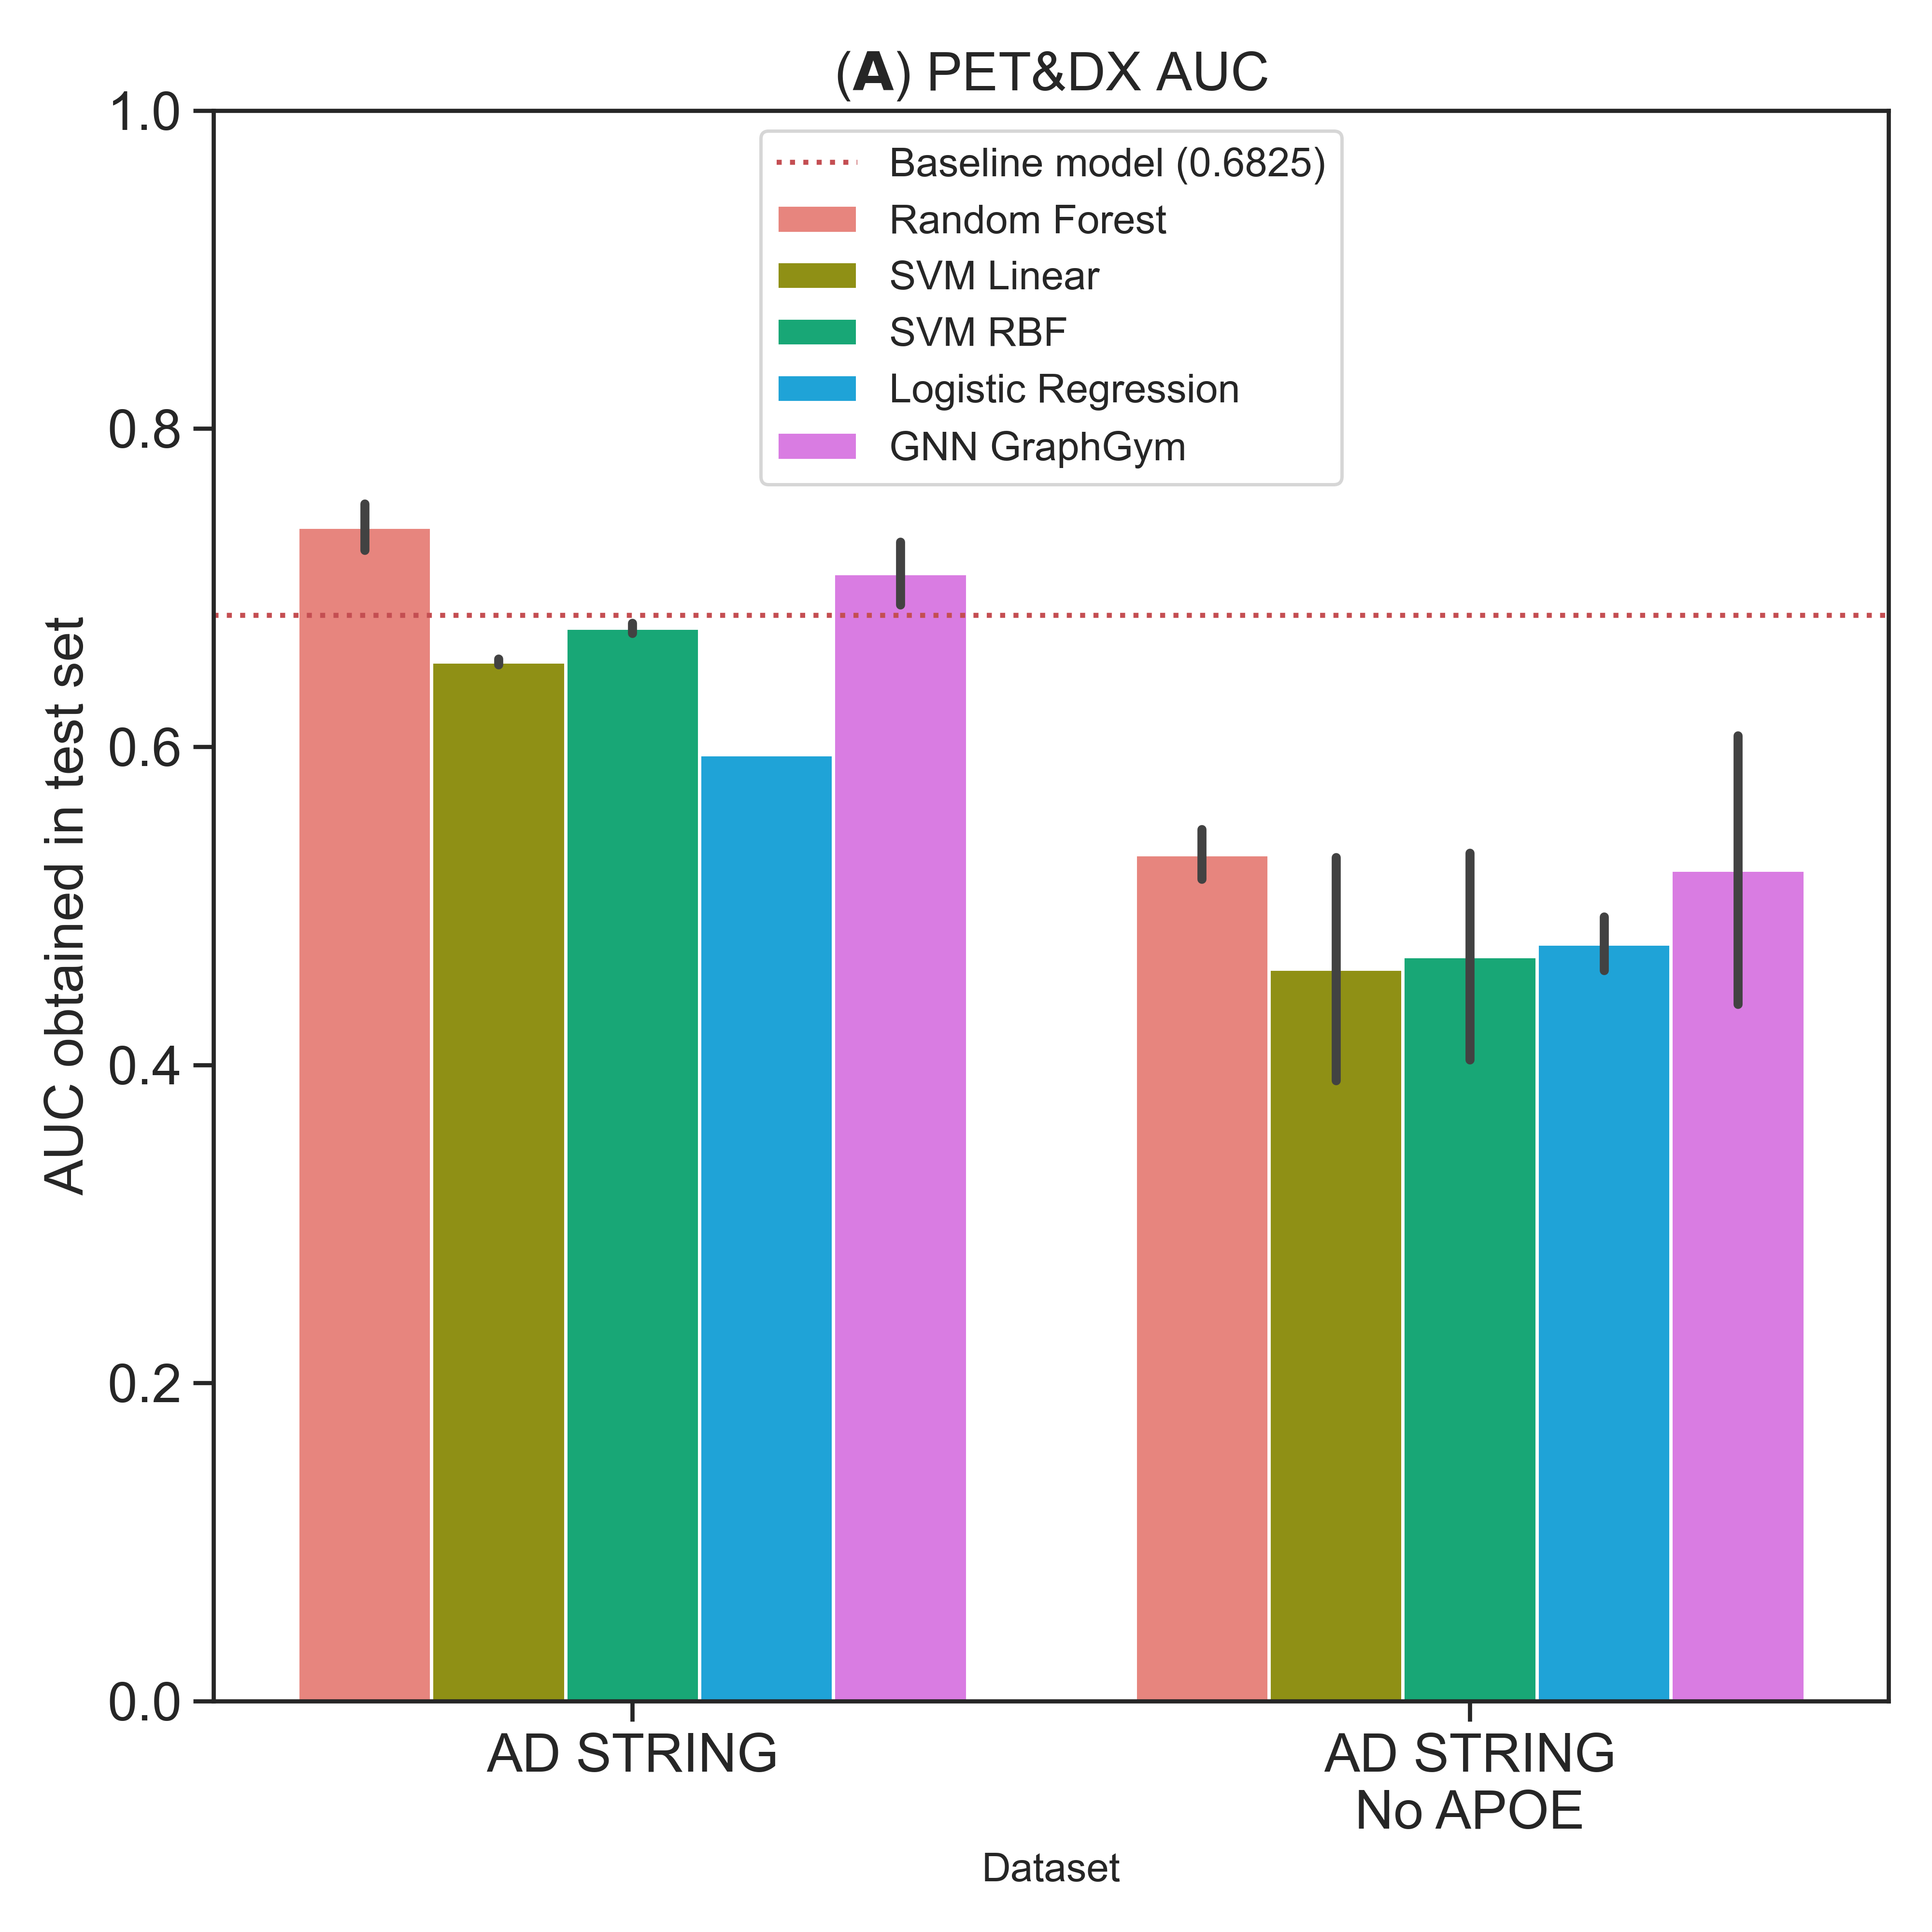 (A) PET&DX AUC
Baseline model (0.6825)
Random Forest
SVM Linear
SVM RBF
Logistic Regression
GNN GraphGym
AUC obtained in test set
1.0
0.8
0.6
0.4
0.2
0.0
AD STRING
AD STRING
No APOE
Dataset